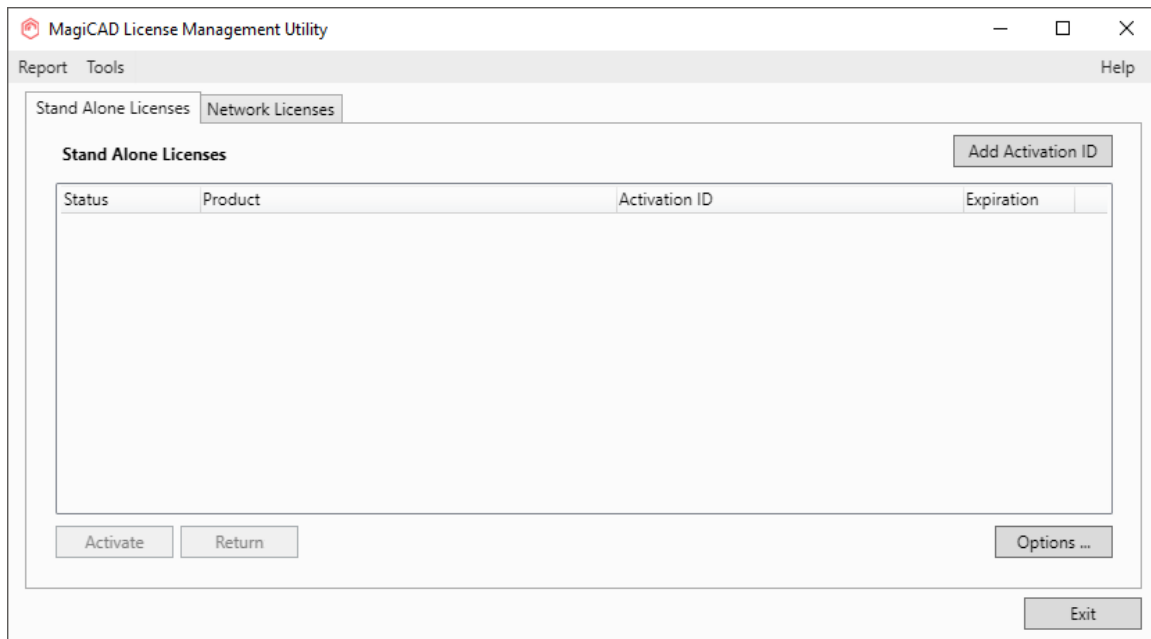 MagiCAD License Management Utility
Report Tools Help
Stand Alone Licenses Network Licenses
Stand Alone Licenses Add Activation ID
Status Product Activation ID Expiration
Activate Return Options ...
Exit